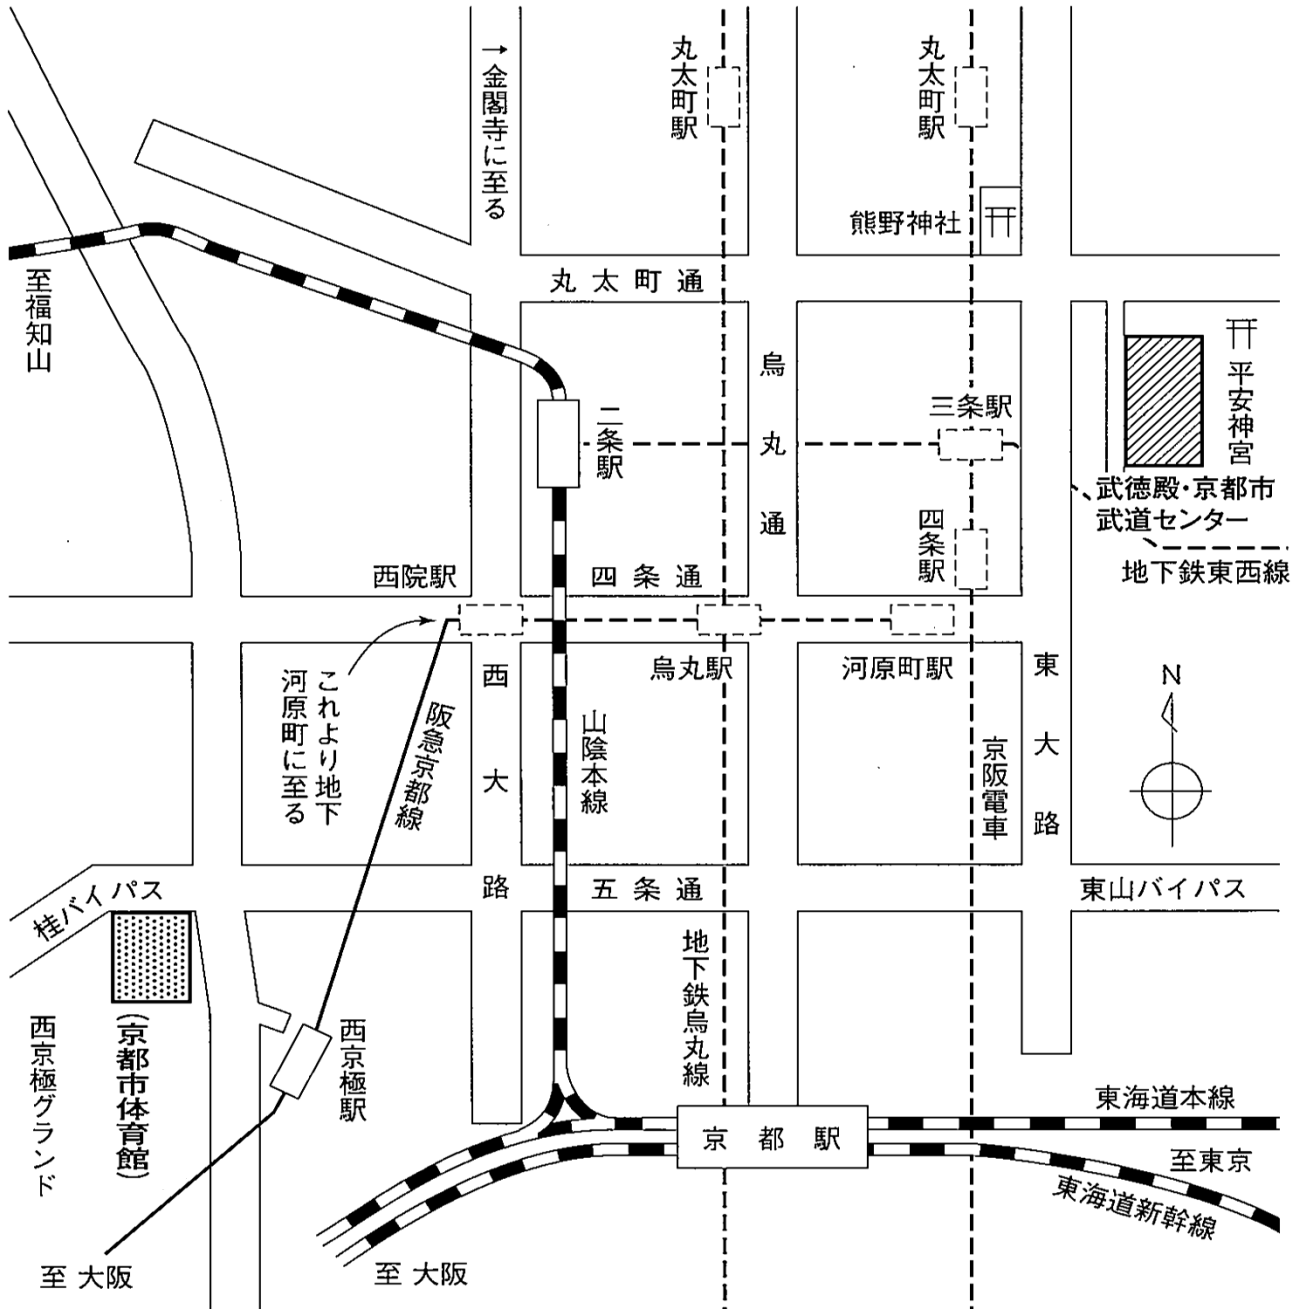 →金閣寺に至る
丸太町駅
丸太町駅
熊野神社
丸太町通
至福知山
烏丸通
二条駅
三条駅
平安神宮
武徳殿・京都市
武道センター
地下鉄東西線
四条駅
西院駅
四条通
烏丸駅
河原町駅
これより地下
河原町に至る
阪急京都線
西大路
山陰本線
京阪電車
東大路
N
桂バイパス
五条通
東山バイパス
西京極グランド
(京都市体育館)
西京極駅
地下鉄烏丸線
京都駅
東海道本線
至東京
東海道新幹線
至 大阪
至 大阪